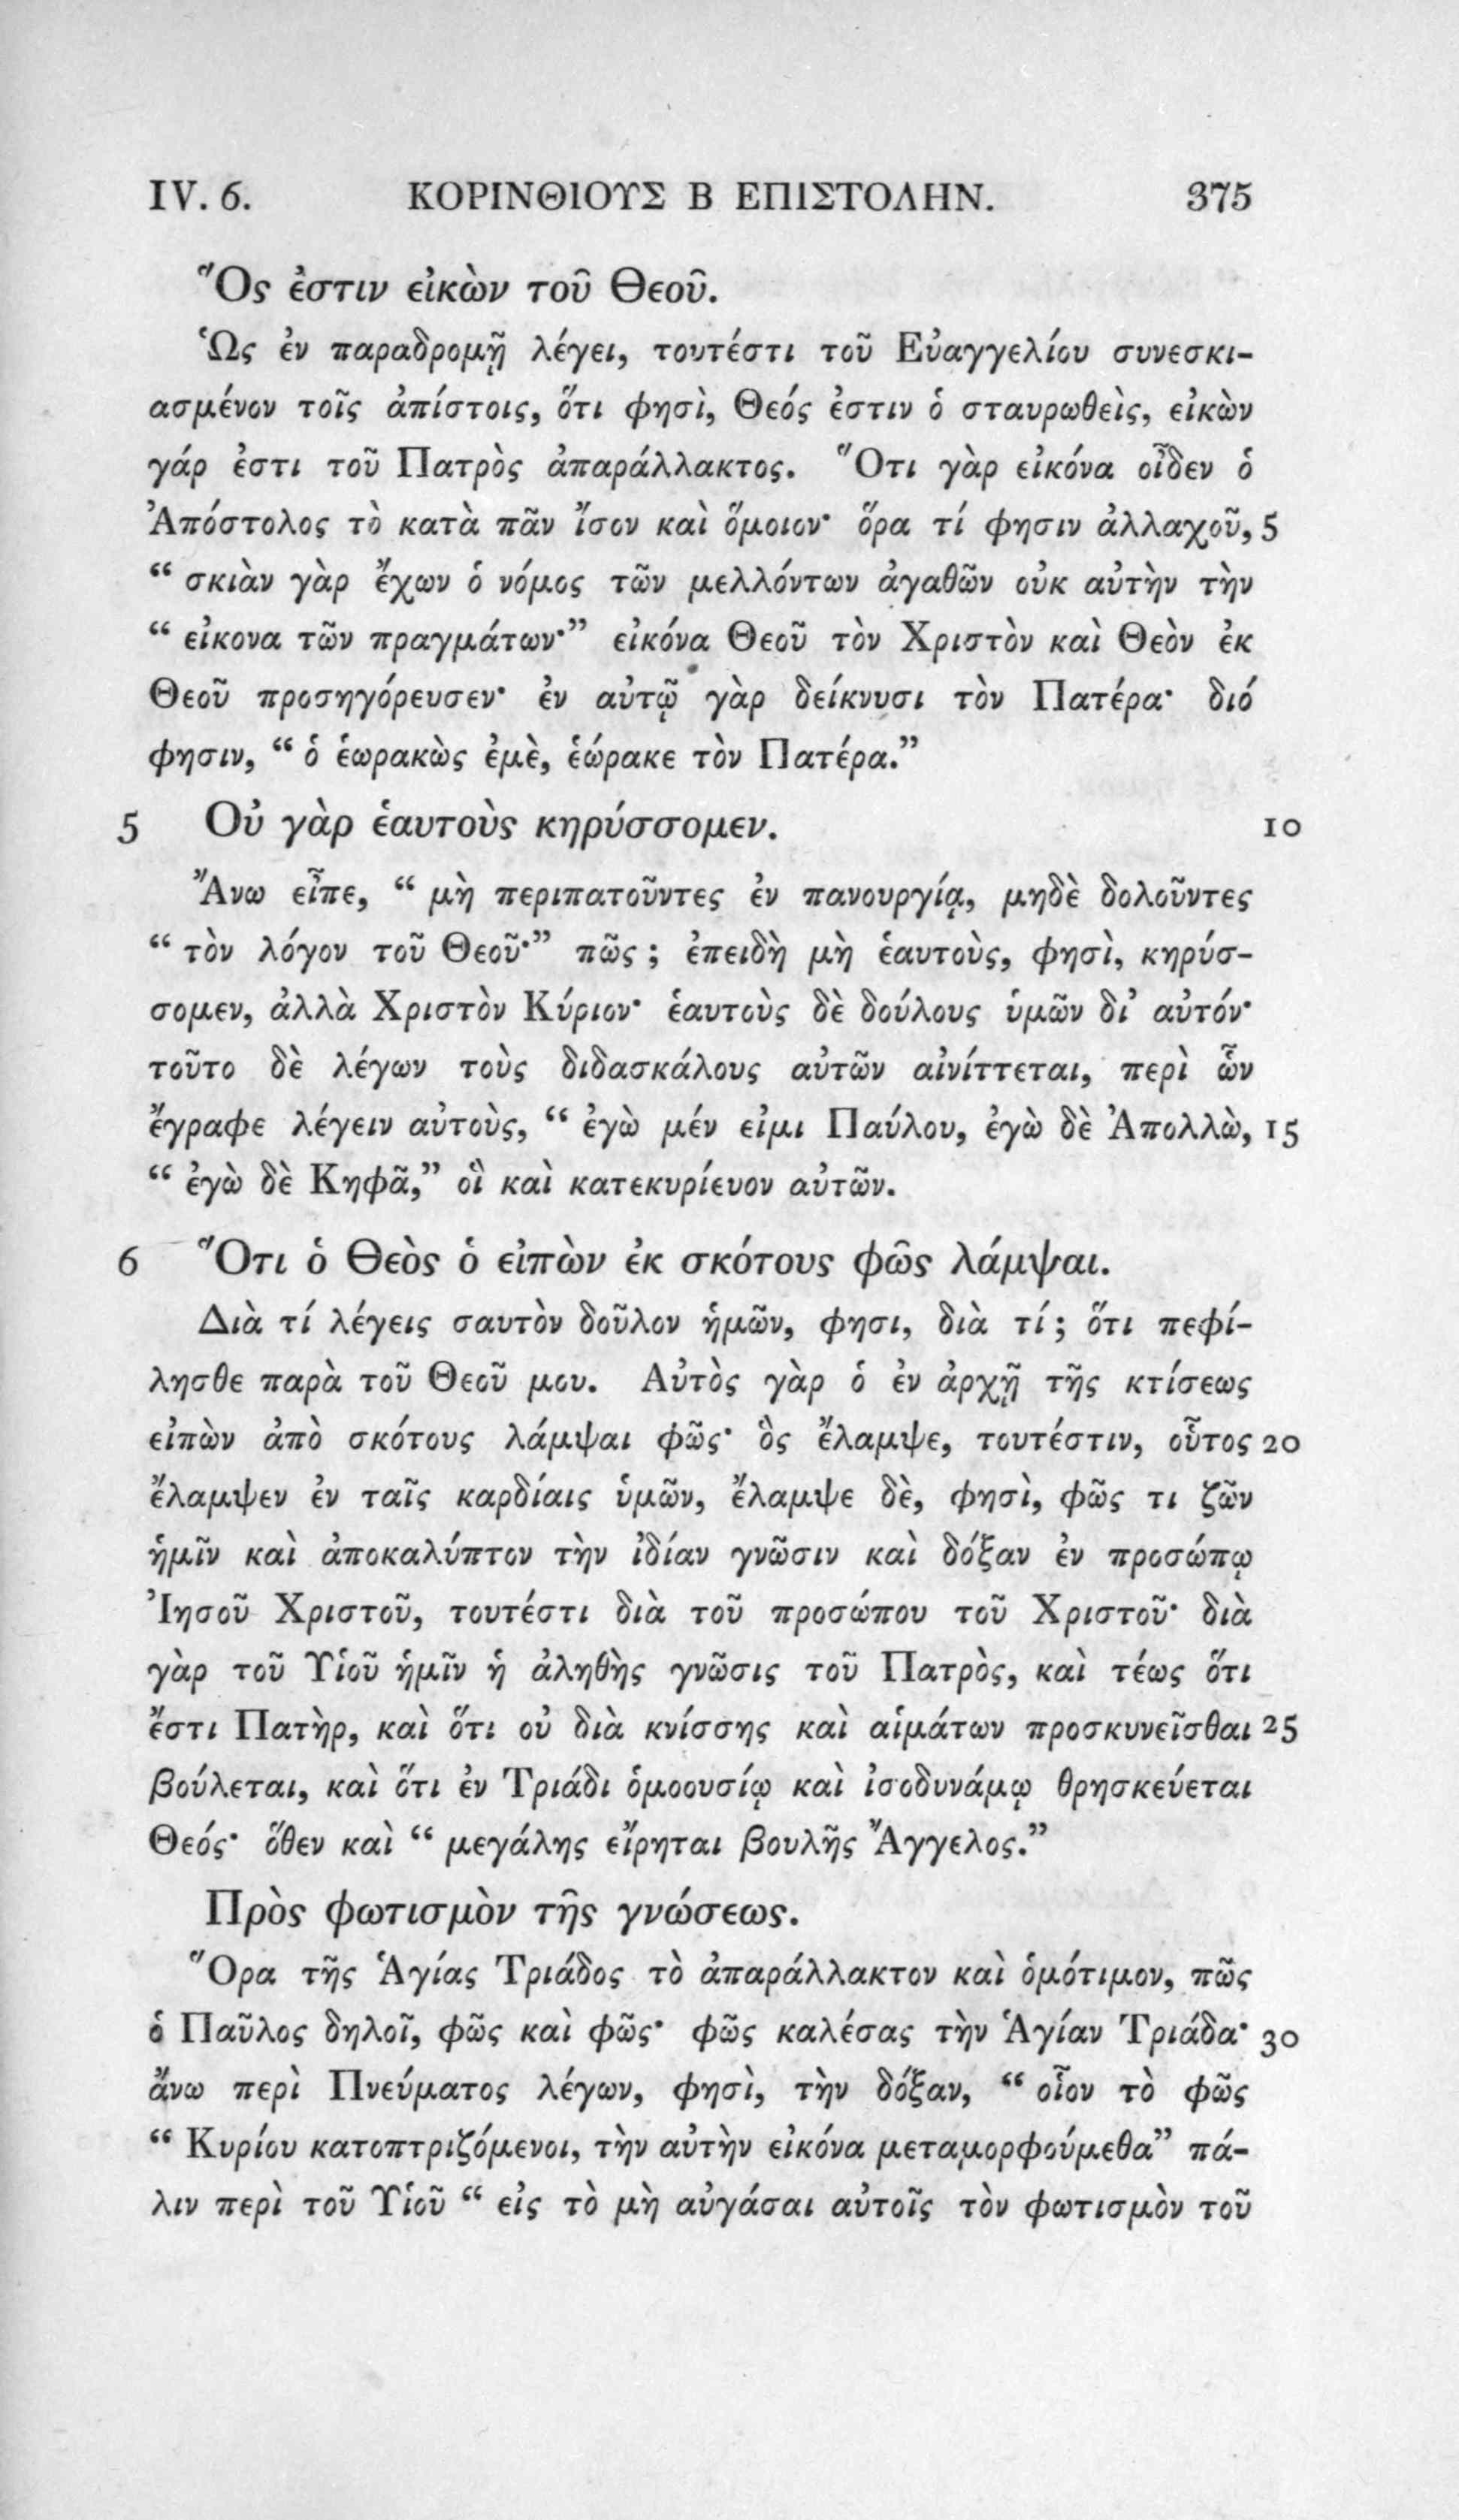 IV. 6. ΚΟΡΙΝΘΙΟΥΣ Β ΕΠΙΣΤΟΛΗΝ. 375
Ὅς ἐστιν εἰκὼν τοῦ Θεοῦ.
Ὡς ἐν παραδρομῇ λέγει, τουτέστι τοῦ Εὐαγγελίου συνεσκι-
ασμένον τοῖς ἀπίστοις, ὅτι φησὶ, Θεός ἐστιν ὁ σταυρωθεὶς, εἰκὼν
γάρ ἐστι τοῦ Πατρὸς ἀπαράλλακτος. Ὅτι γὰρ εἰκόνα οἶδεν ὁ
Ἀπόστολος τὸ κατὰ πᾶν ἴσον καὶ ὅμοιον· ὅρα τί φησιν ἀλλαχοῦ, 5
“ σκιὰν γὰρ ἔχων ὁ νόμος τῶν μελλόντων ἀγαθῶν οὐκ αὐτὴν τὴν
“ εἰκονα τῶν πραγμάτων·” εἰκόνα Θεοῦ τὸν Χριστὸν καὶ Θεὸν ἐκ
Θεοῦ προσηγόρευσεν· ἐν αὐτῷ γὰρ δείκνυσι τὸν Πατέρα· διό
φησιν, “ ὁ ἑωρακὼς ἐμὲ, ἑώρακε τὸν Πατέρα.”
5 Οὐ γὰρ ἑαυτοὺς κηρύσσομεν. 10
Ἄνω εἶπε, “ μὴ περιπατοῦντες ἐν πανουργίᾳ, μηδὲ δολοῦντες
“ τὸν λόγον τοῦ Θεοῦ·” πῶς ; ἐπειδὴ μὴ ἑαυτοὺς, φησὶ, κηρύσ-
σομεν, ἀλλὰ Χριστὸν Κύριον· ἑαυτοὺς δὲ δούλους ὑμῶν δι’ αὐτόν·
τοῦτο δὲ λέγων τοὺς διδασκάλους αὐτῶν αἰνίττεται, περὶ ὧν
ἔγραφε λέγειν αὐτοὺς, “ ἐγὼ μέν εἰμι Παύλου, ἐγὼ δὲ Ἀπολλὼ, 15
“ ἐγὼ δὲ Κηφᾶ,” οἳ καὶ κατεκυρίευον αὐτῶν.
6 Ὅτι ὁ Θεὸς ὁ εἰπὼν ἐκ σκότους φῶς λάμψαι.
Διὰ τί λέγεις σαυτὸν δοῦλον ἡμῶν, φησι, διὰ τί ; ὅτι πεφί-
λησθε παρὰ τοῦ Θεοῦ μου. Αὐτὸς γὰρ ὁ ἐν ἀρχῇ τῆς κτίσεως
εἰπὼν ἀπὸ σκότους λάμψαι φῶς· ὃς ἔλαμψε, τουτέστιν, οὗτος 20
ἔλαμψεν ἐν ταῖς καρδίαις ὑμῶν, ἔλαμψε δὲ, φησὶ, φῶς τι ζῶν
ἡμῖν καὶ ἀποκαλύπτον τὴν ἰδίαν γνῶσιν καὶ δόξαν ἐν προσώπῳ
Ἰησοῦ Χριστοῦ, τουτέστι διὰ τοῦ προσώπου τοῦ Χριστοῦ· διὰ
γὰρ τοῦ Υἱοῦ ἡμῖν ἡ ἀληθὴς γνῶσις τοῦ Πατρὸς, καὶ τέως ὅτι
ἔστι Πατὴρ, καὶ ὅτι οὐ διὰ κνίσσης καὶ αἱμάτων προσκυνεῖσθαι 25
βούλεται, καὶ ὅτι ἐν Τριάδι ὁμοουσίῳ καὶ ἰσοδυνάμῳ θρησκεύεται
Θεός· ὅθεν καὶ “ μεγάλης εἴρηται βουλῆς Ἄγγελος.”
Πρὸς φωτισμὸν τῆς γνώσεως.
Ὅρα τῆς Ἁγίας Τριάδος τὸ ἀπαράλλακτον καὶ ὁμότιμον, πῶς
ὁ Παῦλος δηλοῖ, φῶς καὶ φῶς· φῶς καλέσας τὴν Ἁγίαν Τριάδα· 30
ἄνω περὶ Πνεύματος λέγων, φησὶ, τὴν δόξαν, “ οἷον τὸ φῶς
“ Κυρίου κατοπτριζόμενοι, τὴν αὐτὴν εἰκόνα μεταμορφούμεθα” πά-
λιν περὶ τοῦ Υἱοῦ “ εἰς τὸ μὴ αὐγάσαι αὐτοῖς τὸν φωτισμὸν τοῦ